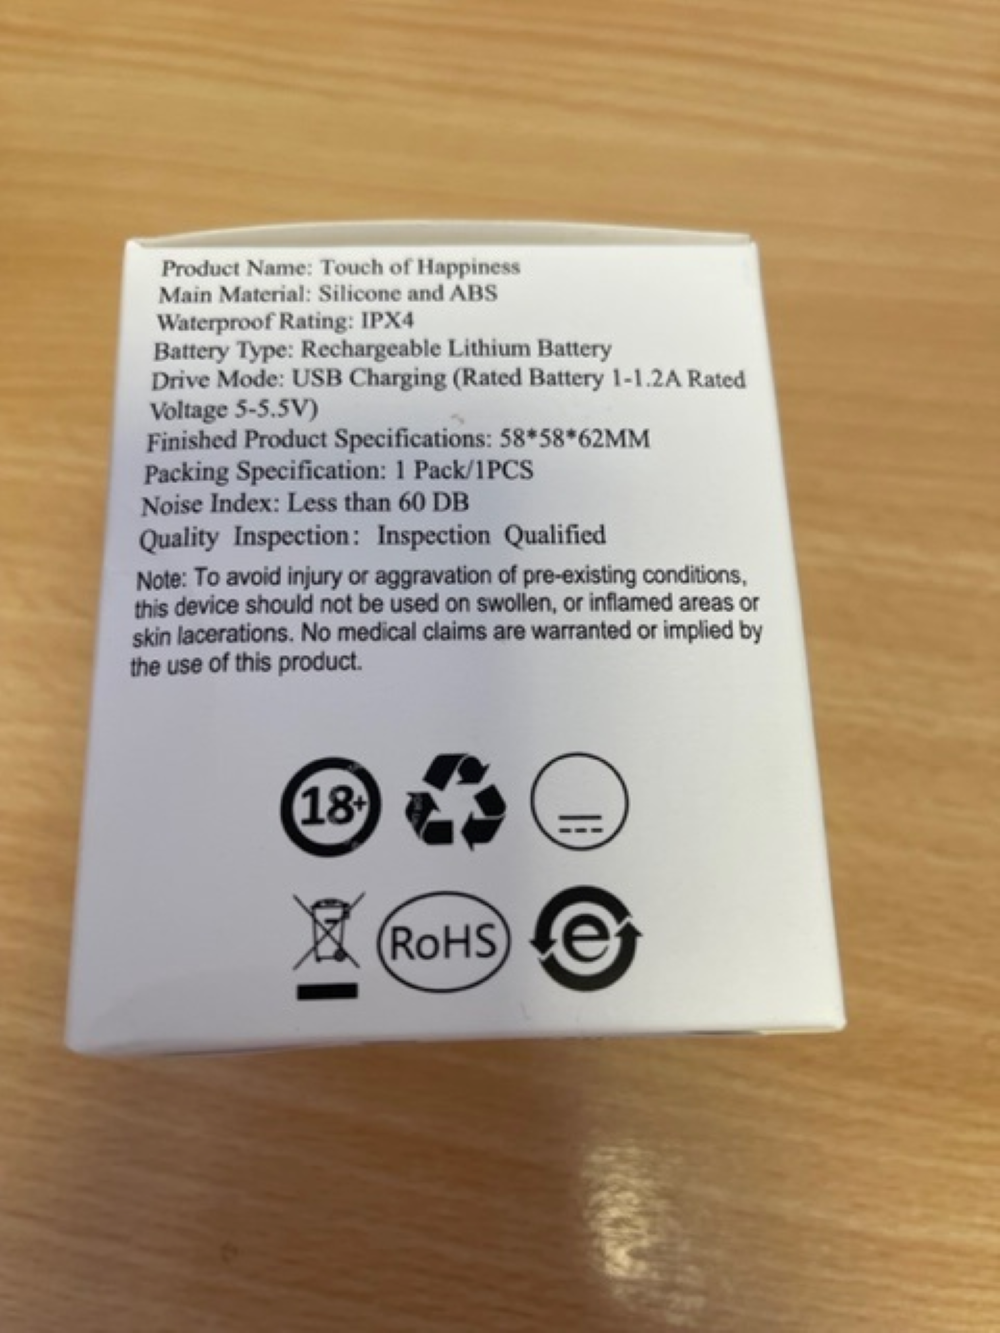 Product Name: Touch of Happiness
Main Material: Silicone and ABS
Waterproof Rating: IPX4
Battery Type: Rechargeable Lithium Battery
Drive Mode: USB Charging (Rated Battery 1-1.2A Rated
Voltage 5-5.5V)
Finished Product Specifications: 58*58*62MM
Packing Specification: 1 Pack/1PCS
Noise Index: Less than 60 DB
Quality Inspection: Inspection Qualified
Note: To avoid injury or aggravation of pre-existing conditions,
this device should not be used on swollen, or inflamed areas or
skin lacerations. No medical claims are warranted or implied by
the use of this product.
18+
RoHS
e